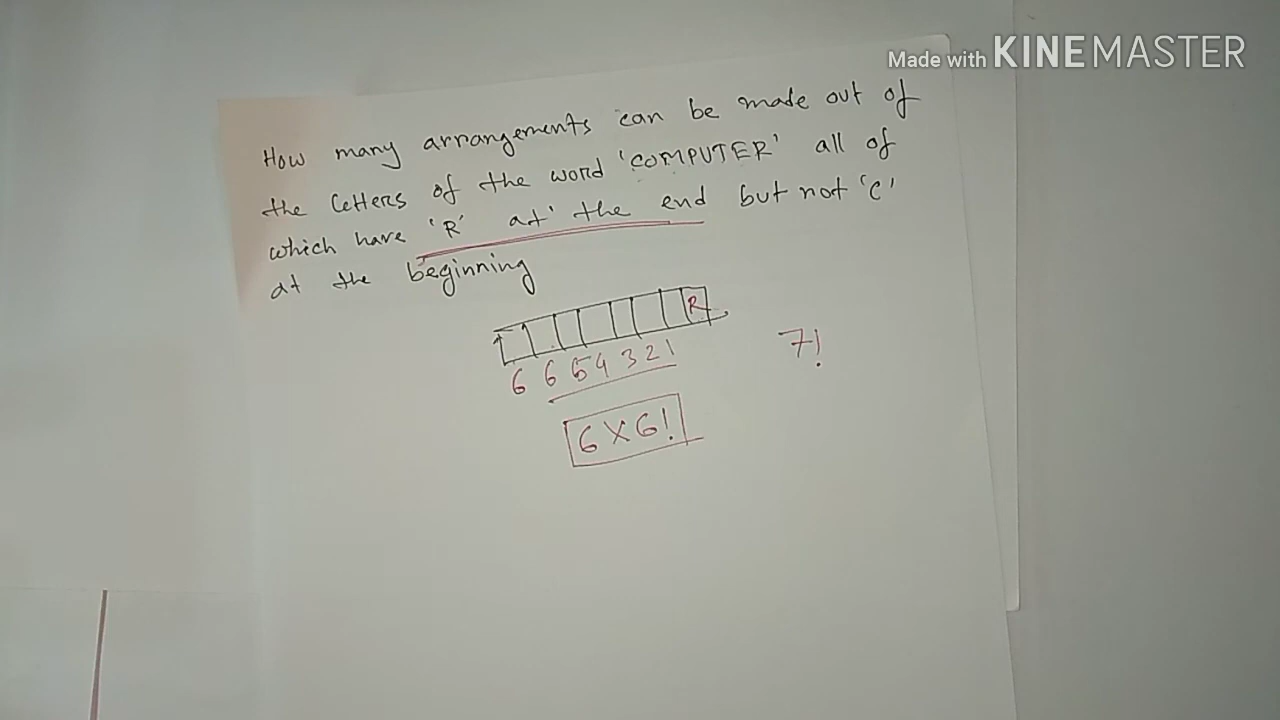 Made with KINEMASTER
How many arrangements can be made out of
the letters of the word 'COMPUTER' all of
which have 'R' at the end but not 'C'
at the beginning
R
6 6 5 4 3 2 1
7!
6×6!